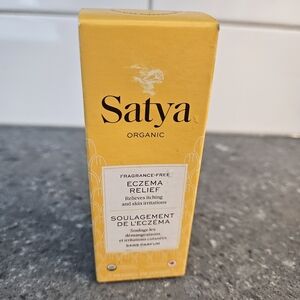 Satya
ORGANIC
FRAGRANCE-FREE
ECZEMA
RELIEF
Relieves itching
and skin irritations
SOULAGEMENT
DE L'ECZÉMA
Soulage les
démangeaisons
et irritations cutanées
SANS PARFUM